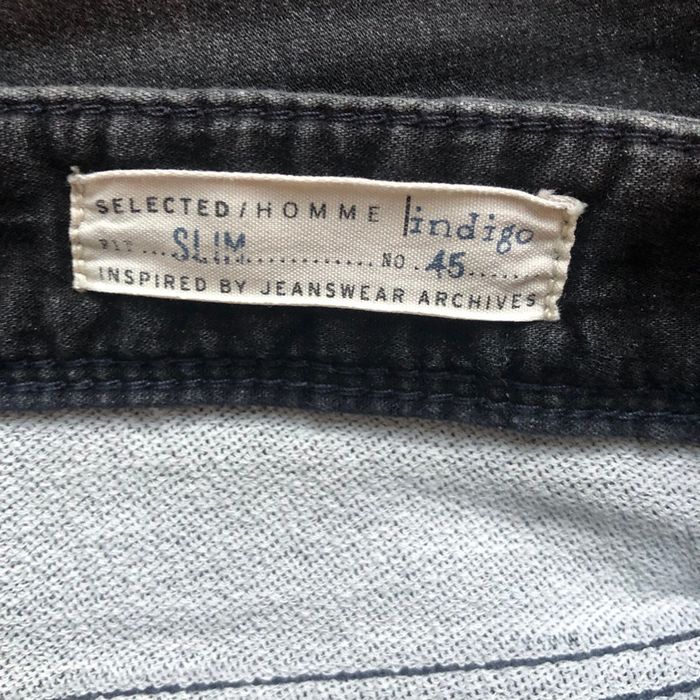 SELECTED / HOMME indigo
FIT ... SLIM ............ NO . 45 .....
INSPIRED BY JEANSWEAR ARCHIVES